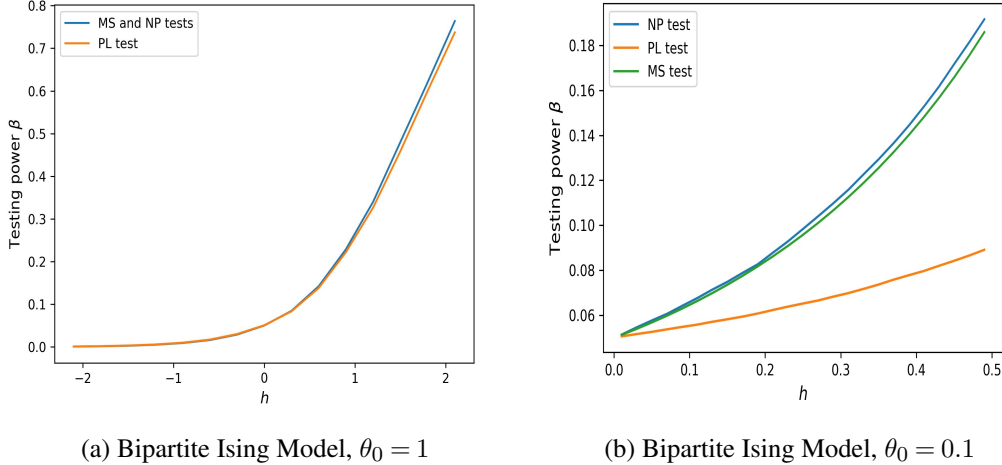 MS and NP tests
PL test
Testing power β
0.8
0.7
0.6
0.5
0.4
0.3
0.2
0.1
0.0
−2
−1
0
1
2
h
(a) Bipartite Ising Model, θ₀ = 1
NP test
PL test
MS test
Testing power β
0.18
0.16
0.14
0.12
0.10
0.08
0.06
0.0
0.1
0.2
0.3
0.4
0.5
h
(b) Bipartite Ising Model, θ₀ = 0.1